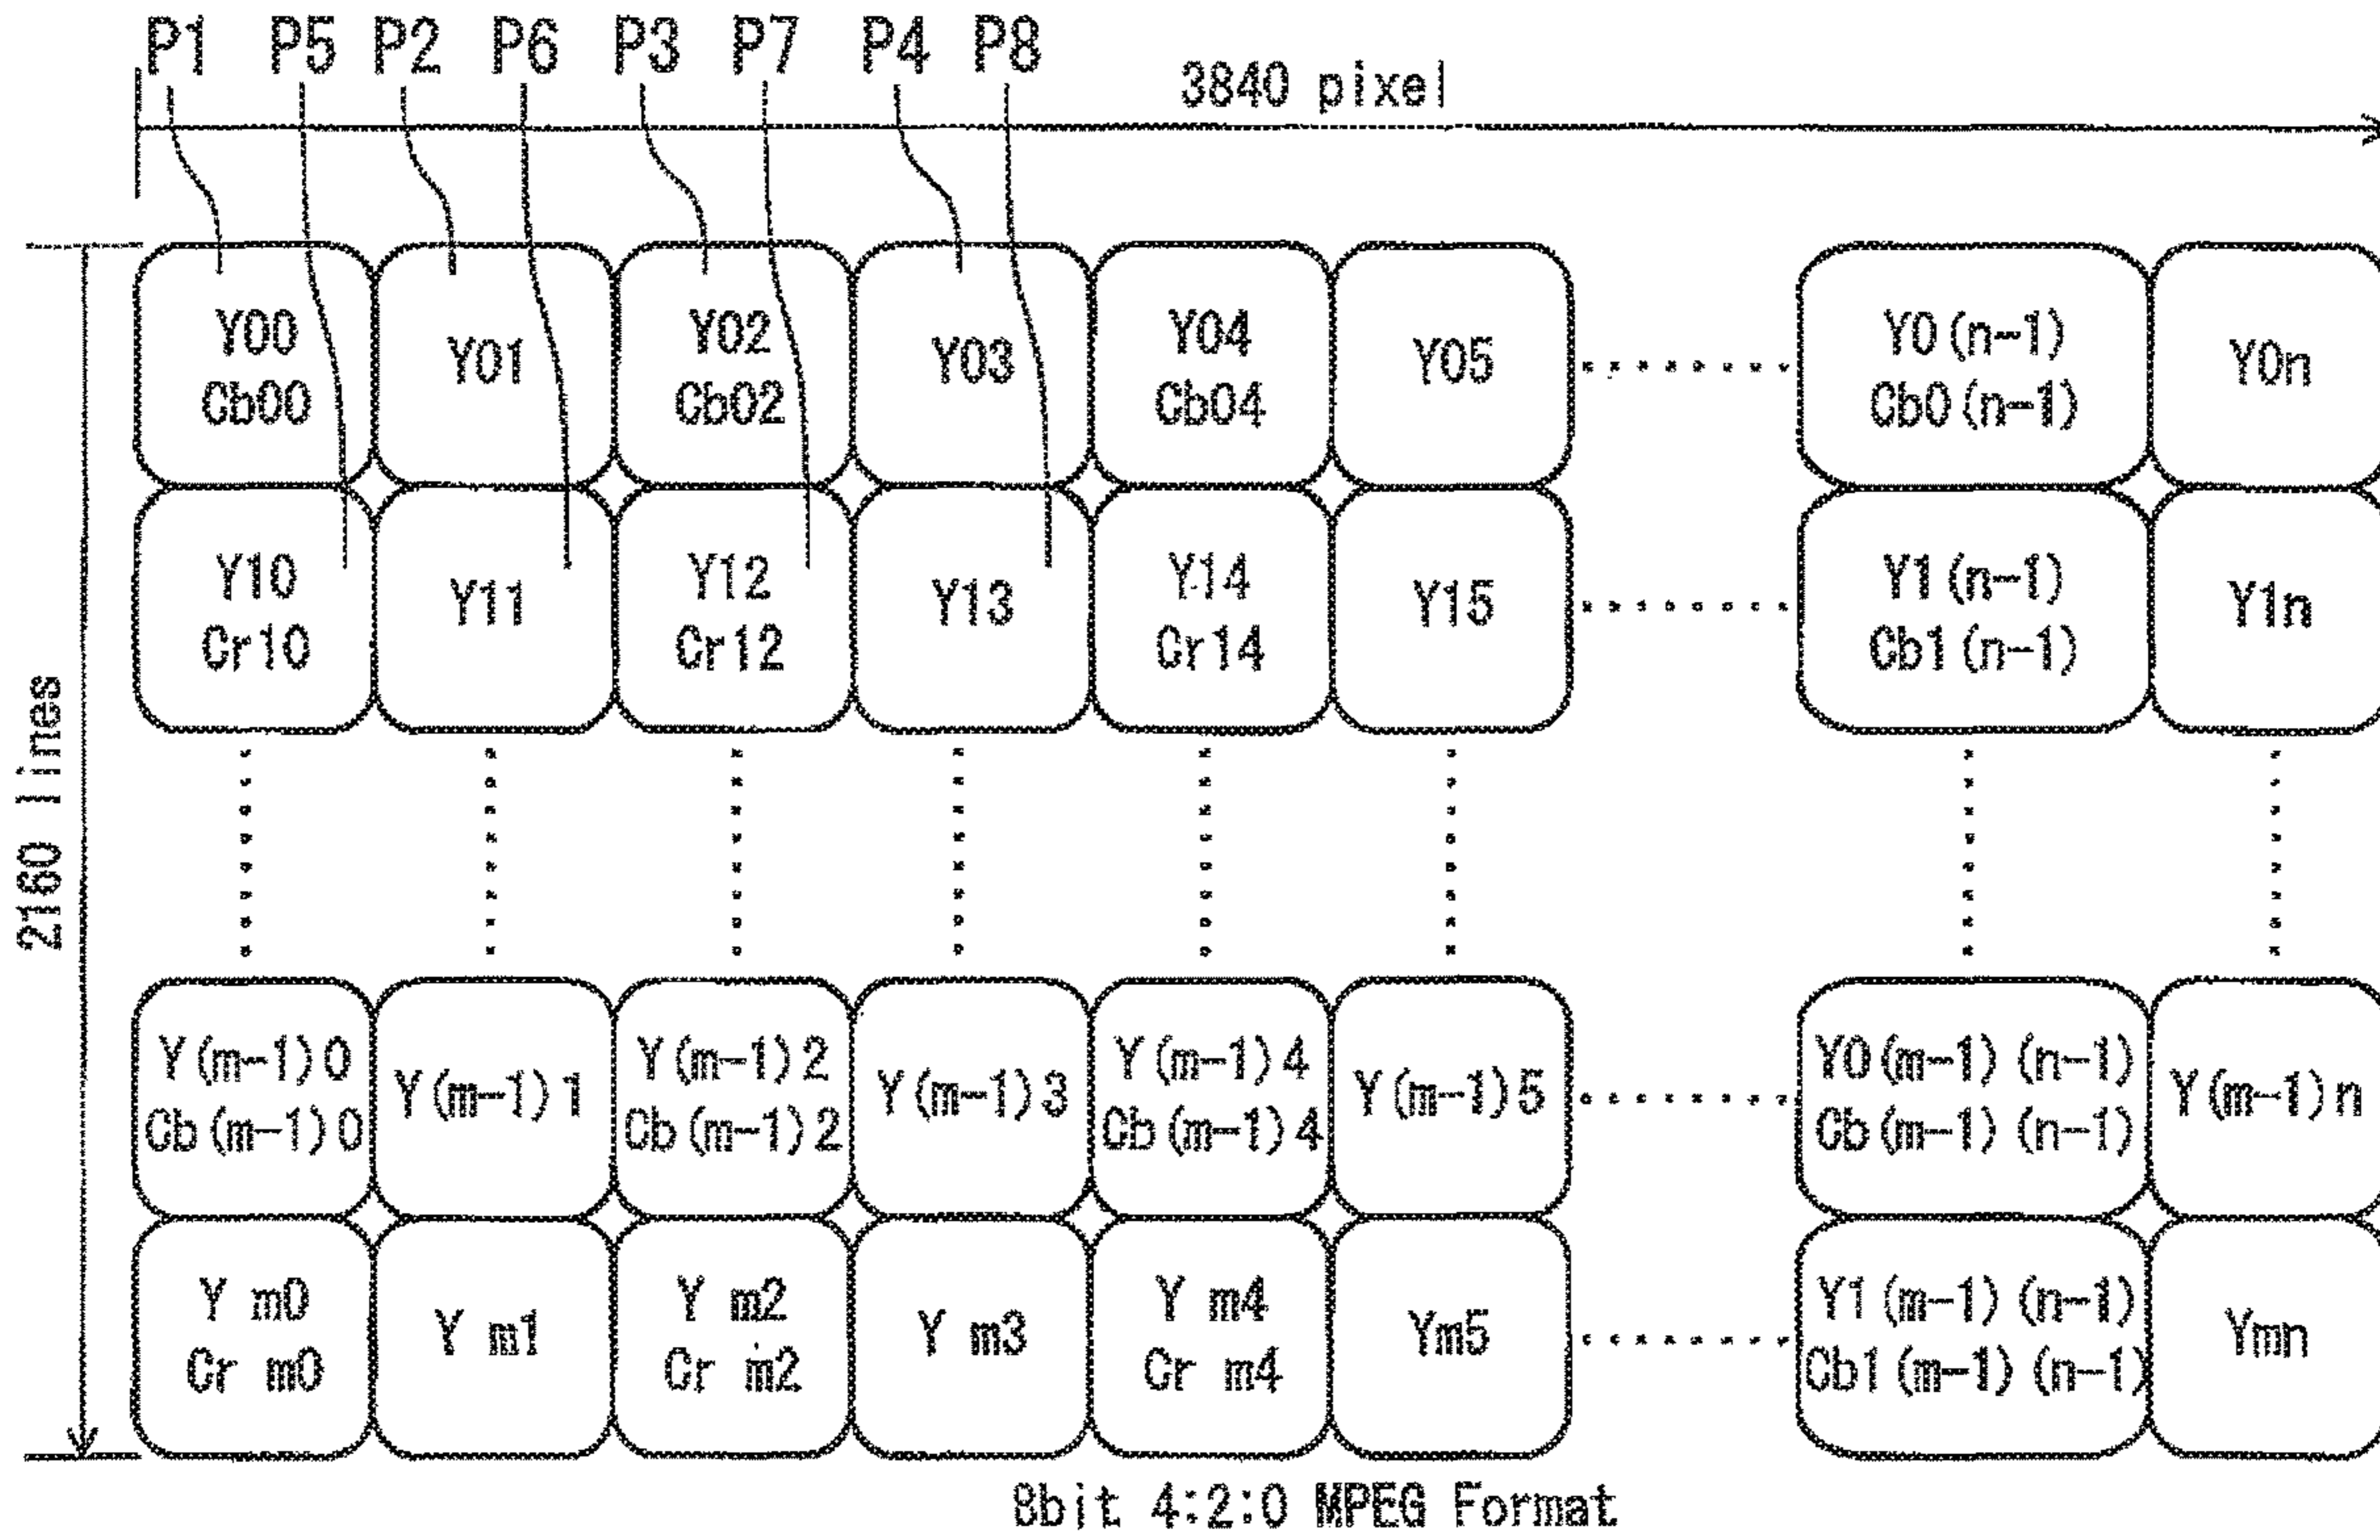 P1 P5 P2 P6 P3 P7 P4 P8
3840 pixel
2160 lines
Y00 Y01 Y02 Y03 Y04 Y05 Y0(n-1) Y0n
Cb00 Cb02 Cb04 Cb0(n-1)
Y10 Y11 Y12 Y13 Y14 Y15 Y1(n-1) Y1n
Cr10 Cr12 Cr14 Cb1(n-1)
Y(m-1)0 Y(m-1)1 Y(m-1)2 Y(m-1)3 Y(m-1)4 Y(m-1)5 Y0(m-1)(n-1) Y(m-1)n
Cb(m-1)0 Cb(m-1)2 Cb(m-1)4 Cb(m-1)(n-1)
Y m0 Y m1 Y m2 Y m3 Y m4 Ym5 Y1(m-1)(n-1) Ymn
Cr m0 Cr m2 Cr m4 Cb1(m-1)(n-1)
8bit 4:2:0 MPEG Format